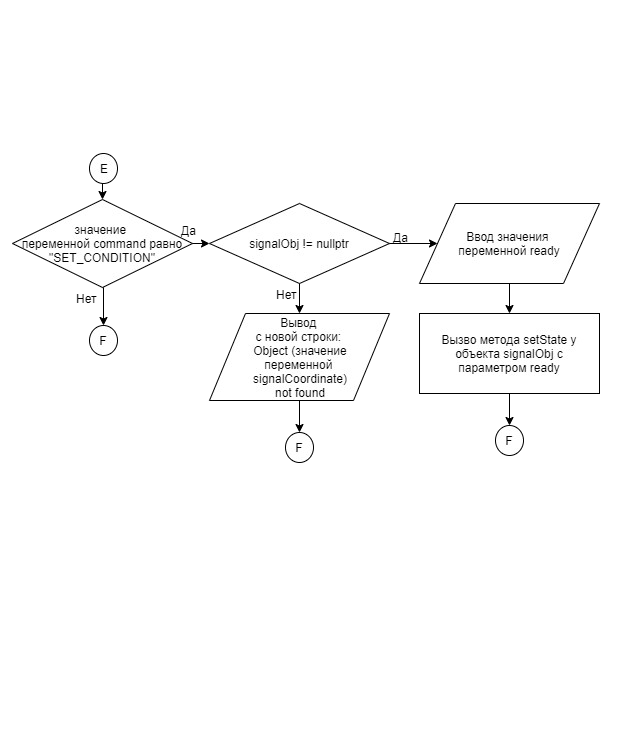 E
значение
переменной command равно
"SET_CONDITION"
Да
signalObj != nullptr
Да
Ввод значения
переменной ready
Нет
F
Нет
Вывод
с новой строки:
Object (значение
переменной
signalCoordinate)
not found
F
Вызво метода setState у
объекта signalObj с
параметром ready
F